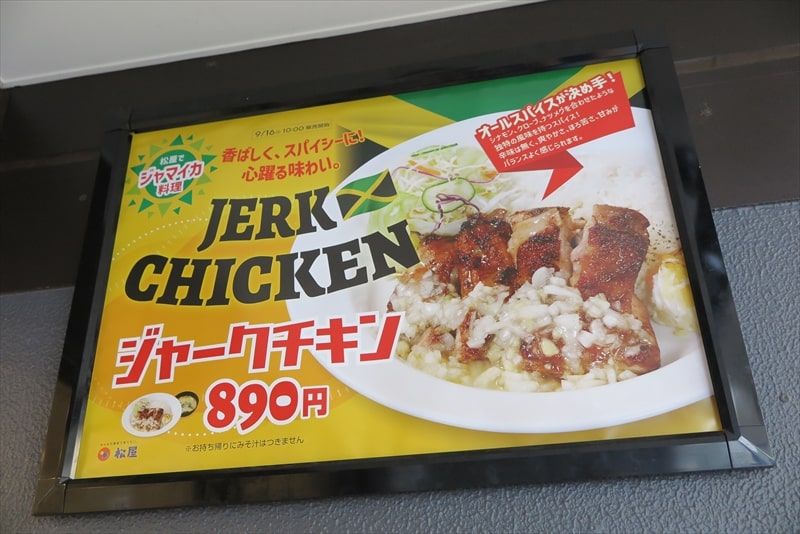 9/16㈫ 10:00 販売開始
松屋で
ジャマイカ
料理
香ばしく、スパイシーに!
心躍る味わい。
JERK
CHICKEN
ジャークチキン
890円
※お持ち帰りにみそ汁はつきません
松屋
オールスパイスが決め手!
シナモン、クローブ、ナツメグを合わせたような
独特の風味を持つスパイス!
辛味は無く、爽やかさ、ほろ苦さ、甘みが
バランスよく感じられます。